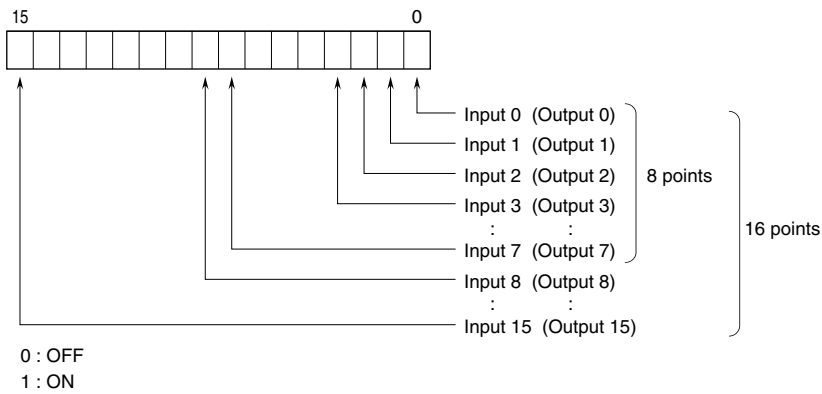 15 0
Input 0 (Output 0)
Input 1 (Output 1)
Input 2 (Output 2)
8 points
Input 3 (Output 3)
: :
16 points
Input 7 (Output 7)
Input 8 (Output 8)
: :
Input 15 (Output 15)
0 : OFF
1 : ON